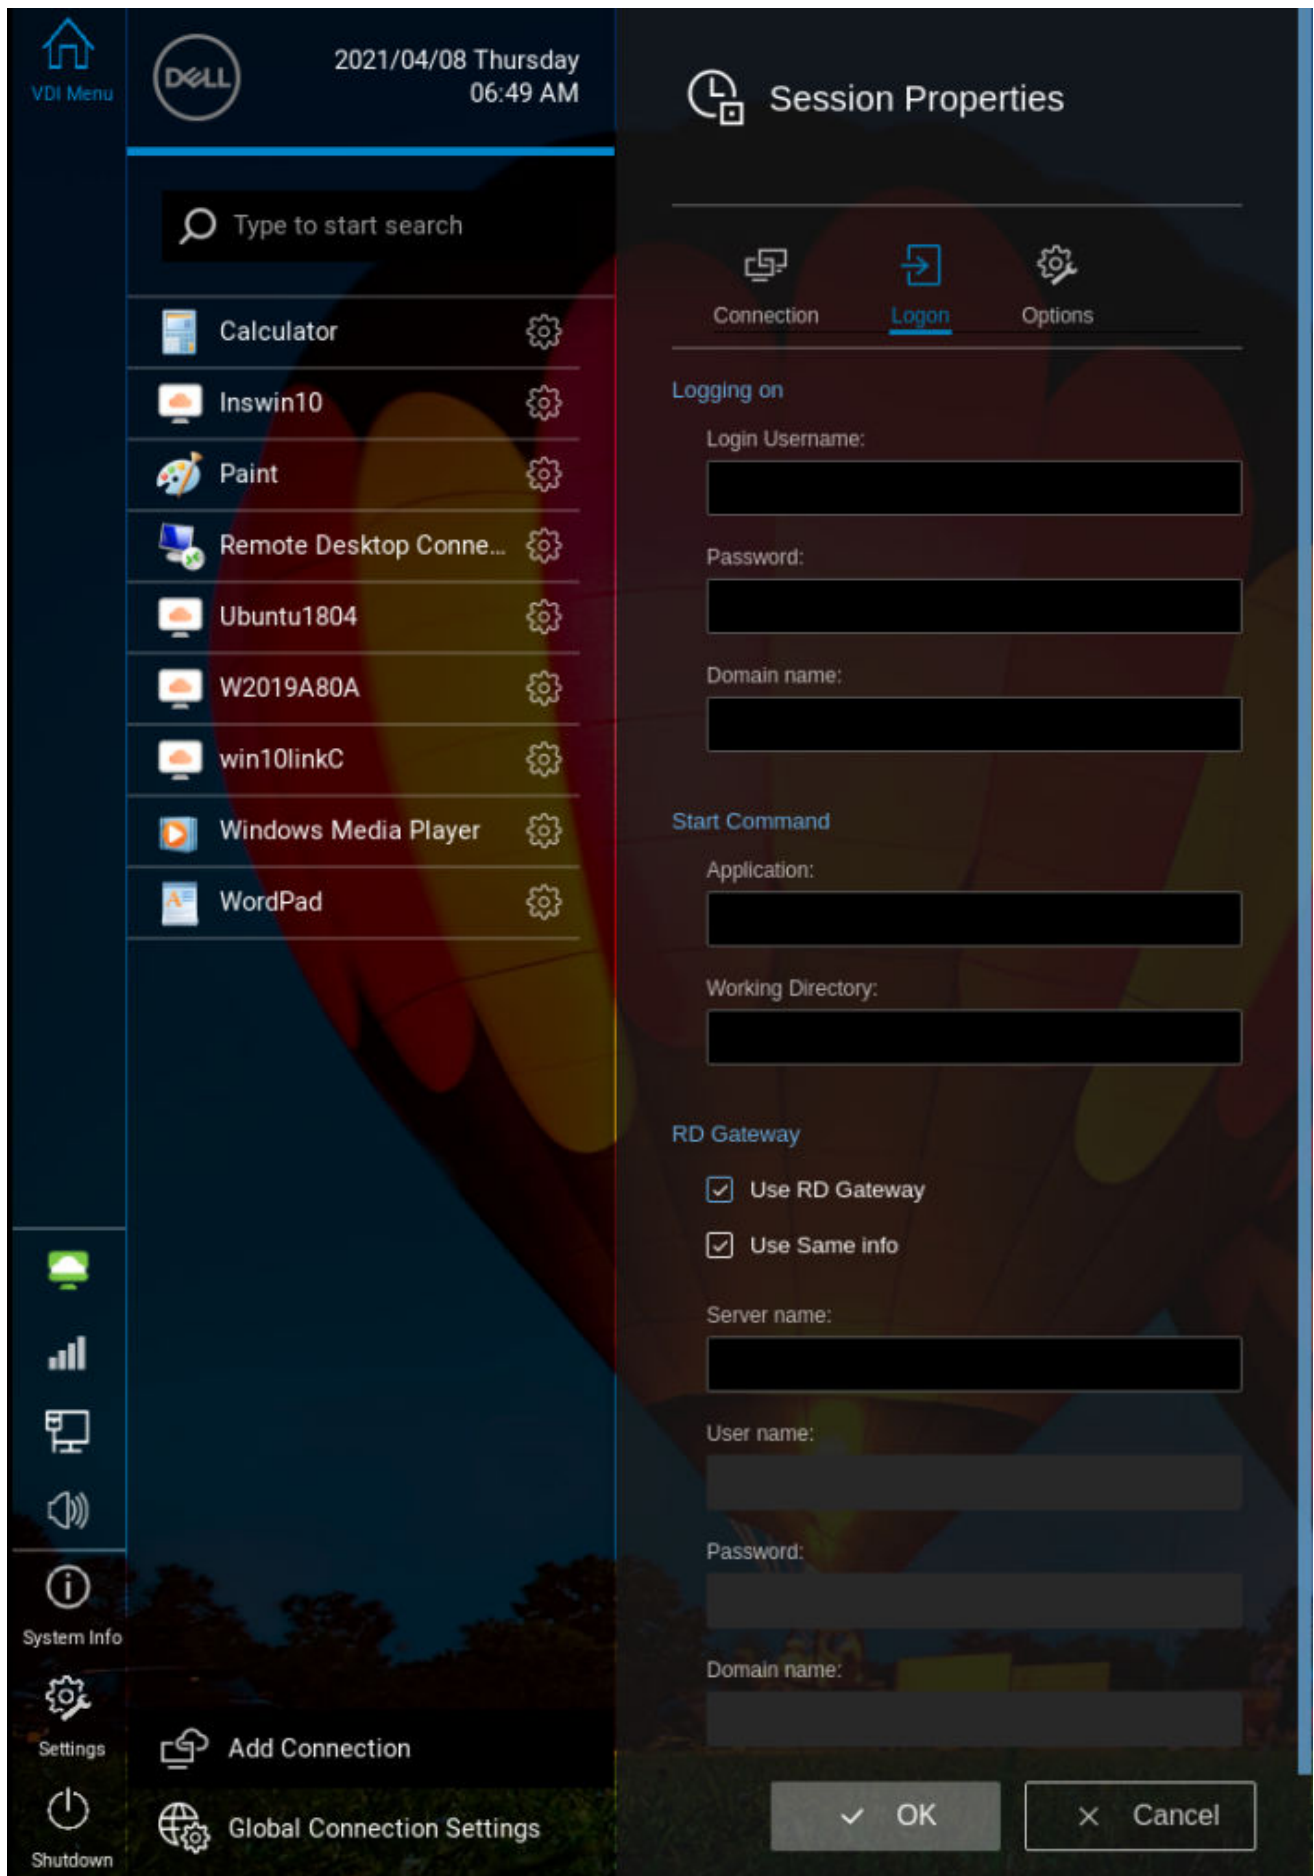 VDI Menu
DELL
2021/04/08 Thursday
06:49 AM
Type to start search
Calculator
Inswin10
Paint
Remote Desktop Conne...
Ubuntu1804
W2019A80A
win10linkC
Windows Media Player
WordPad
System Info
Settings
Shutdown
Add Connection
Global Connection Settings
Session Properties
Connection
Logon
Options
Logging on
Login Username:
Password:
Domain name:
Start Command
Application:
Working Directory:
RD Gateway
Use RD Gateway
Use Same info
Server name:
User name:
Password:
Domain name:
OK
Cancel